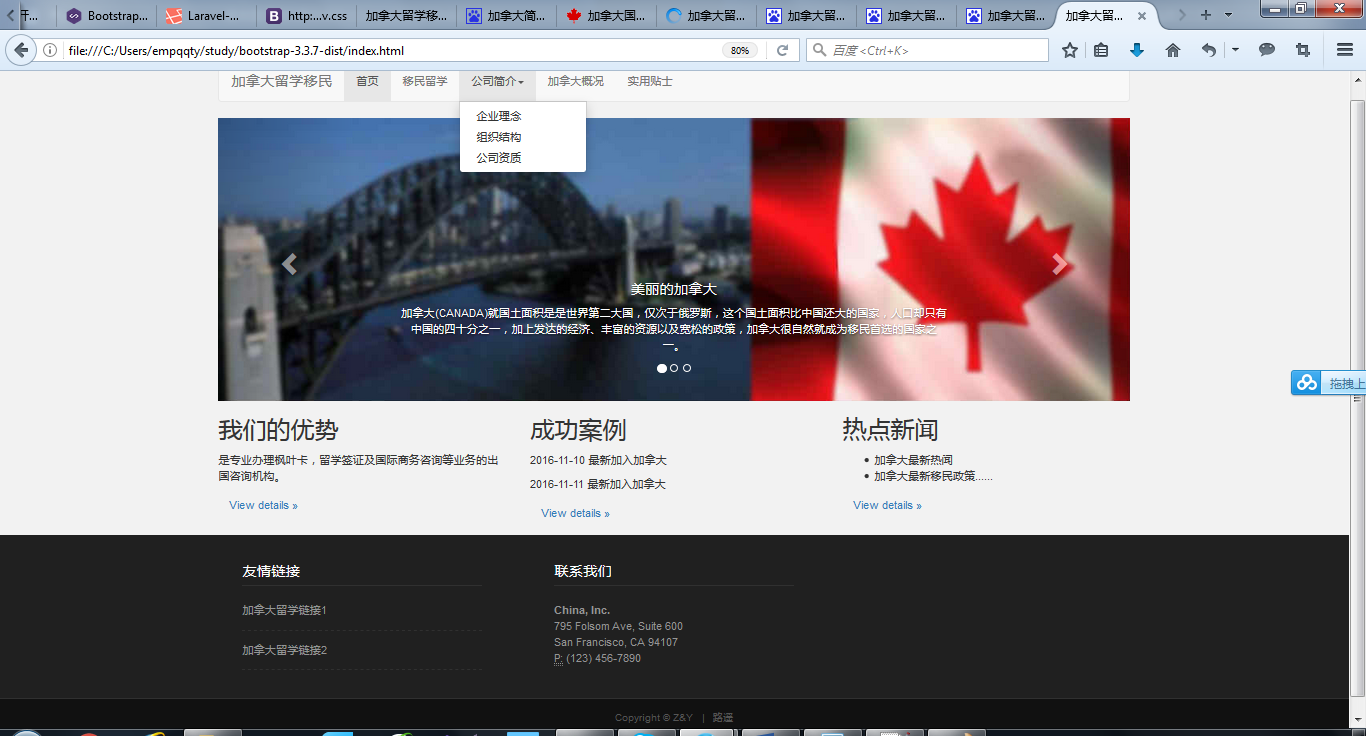 千...
Bootstrap...
Laravel-...
http:...v.css
加拿大留学移...
加拿大简...
加拿大国...
加拿大留...
加拿大留...
加拿大留...
加拿大留...
加拿大留...
file:///C:/Users/empqqty/study/bootstrap-3.3.7-dist/index.html
80%
百度 <Ctrl+K>
加拿大留学移民
首页
移民留学
公司简介
加拿大概况
实用贴士
企业理念
组织结构
公司资质
美丽的加拿大
加拿大(CANADA)就国土面积是是世界第二大国，仅次于俄罗斯，这个国土面积比中国还大的国家，人口却只有
中国的四十分之一，加上发达的经济、丰富的资源以及宽松的政策，加拿大很自然就成为移民首选的国家之
一。
拖拽上
我们的优势
是专业办理枫叶卡，留学签证及国际商务咨询等业务的出
国咨询机构。
View details »
成功案例
2016-11-10 最新加入加拿大
2016-11-11 最新加入加拿大
View details »
热点新闻
加拿大最新热闻
加拿大最新移民政策......
View details »
友情链接
加拿大留学链接1
加拿大留学链接2
联系我们
China, Inc.
795 Folsom Ave, Suite 600
San Francisco, CA 94107
P: (123) 456-7890
Copyright © Z&Y | 路遥